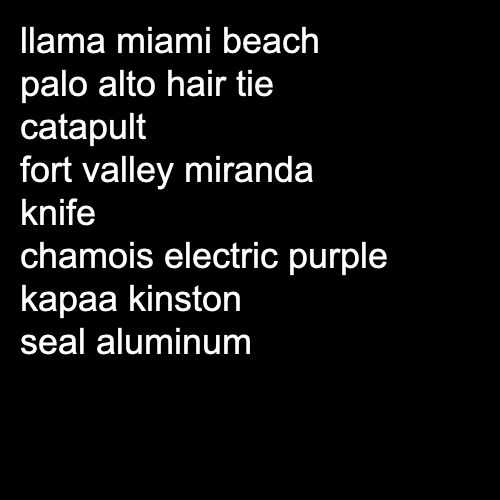 llama miami beach
palo alto hair tie
catapult
fort valley miranda
knife
chamois electric purple
kapaa kinston
seal aluminum